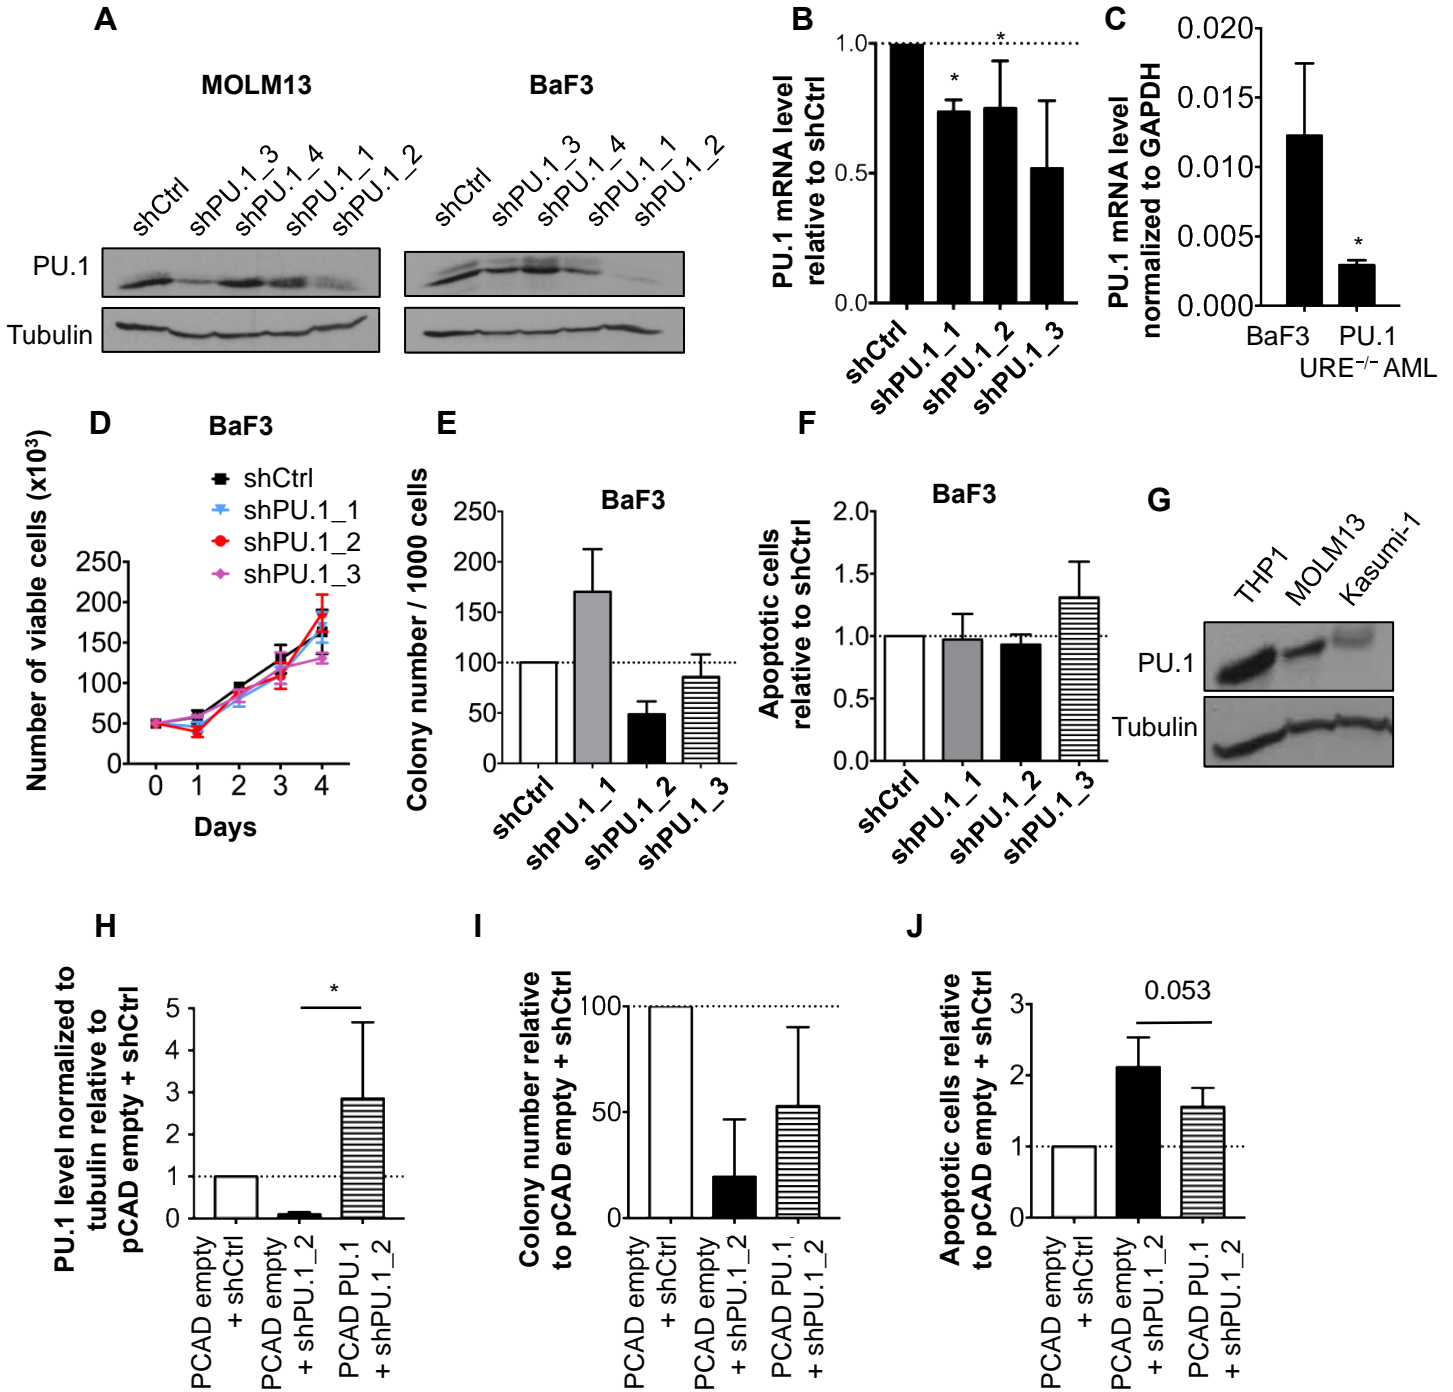 A
MOLM13
BaF3
shCtrl
shPU.1_3
shPU.1_4
shPU.1_1
shPU.1_2
shCtrl
shPU.1_3
shPU.1_4
shPU.1_1
shPU.1_2
PU.1
Tubulin
B
PU.1 mRNA level
relative to shCtrl
1.0
0.5
0.0
*
*
shCtrl
shPU.1_1
shPU.1_2
shPU.1_3
C
PU.1 mRNA level
normalized to GAPDH
0.020
0.015
0.010
0.005
0.000
*
BaF3
PU.1
URE–/– AML
D
BaF3
Number of viable cells (x10³)
shCtrl
shPU.1_1
shPU.1_2
shPU.1_3
250
200
150
100
50
0
0 1 2 3 4
Days
E
BaF3
Colony number / 1000 cells
250
200
150
100
50
0
shCtrl
shPU.1_1
shPU.1_2
shPU.1_3
F
BaF3
Apoptotic cells
relative to shCtrl
2.0
1.5
1.0
0.5
0.0
shCtrl
shPU.1_1
shPU.1_2
shPU.1_3
G
THP1
MOLM13
Kasumi-1
PU.1
Tubulin
H
PU.1 level normalized to
tubulin relative to
pCAD empty + shCtrl
5
4
3
2
1
0
*
PCAD empty
+ shCtrl
PCAD empty
+ shPU.1_2
PCAD PU.1
+ shPU.1_2
I
Colony number relative
to pCAD empty + shCtrl
100
50
0
PCAD empty
+ shCtrl
PCAD empty
+ shPU.1_2
PCAD PU.1
+ shPU.1_2
J
Apoptotic cells relative
to pCAD empty + shCtrl
3
2
1
0
0.053
PCAD empty
+ shCtrl
PCAD empty
+ shPU.1_2
PCAD PU.1
+ shPU.1_2